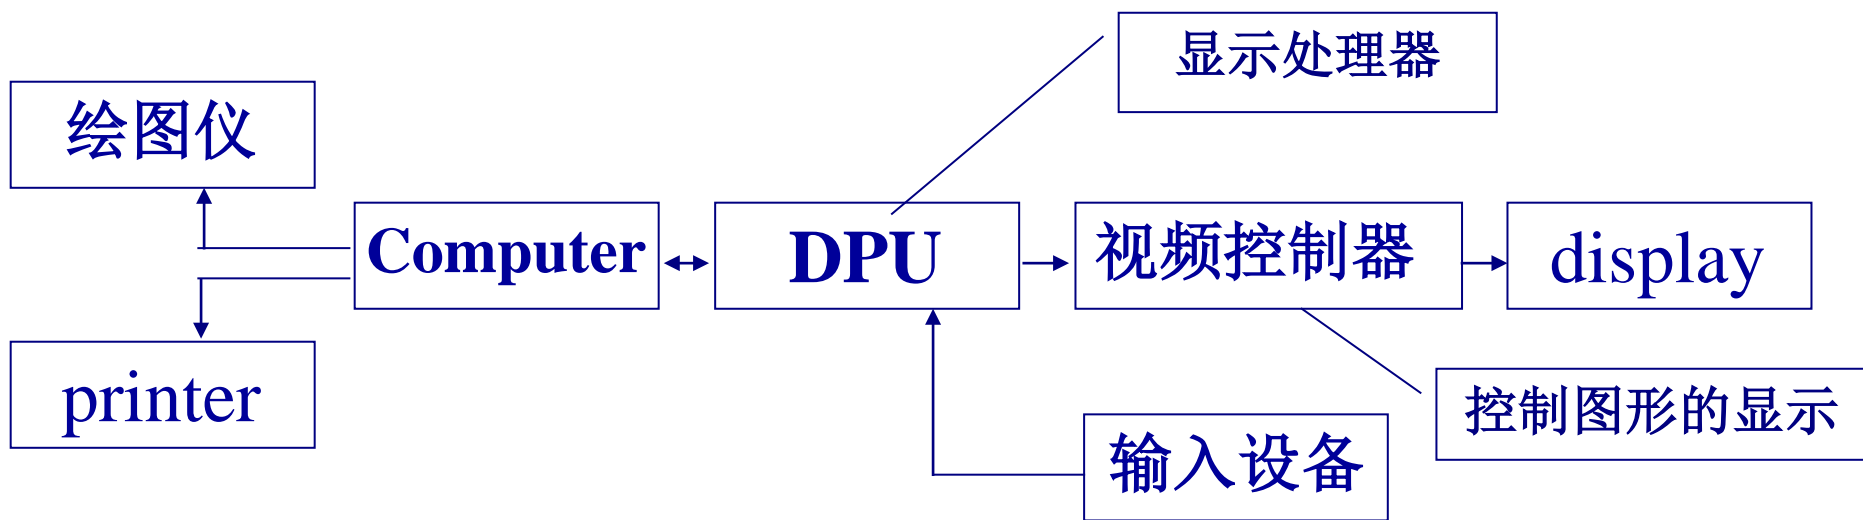 显示处理器
绘图仪
Computer
DPU
视频控制器
display
printer
控制图形的显示
输入设备